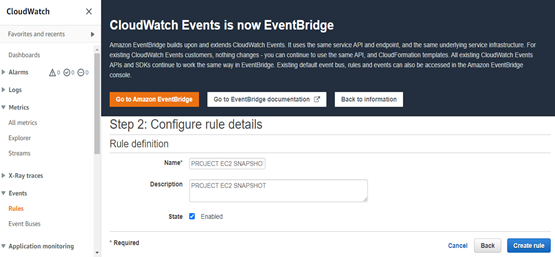 CloudWatch
Favorites and recents
Dashboards
Alarms 0 0 0
Logs
Metrics
All metrics
Explorer
Streams
X-Ray traces
Events
Rules
Event Buses
Application monitoring
CloudWatch Events is now EventBridge
Amazon EventBridge builds upon and extends CloudWatch Events. It uses the same service API and endpoint, and the same underlying service infrastructure. For
existing CloudWatch Events customers, nothing changes - you can continue to use the same API, and CloudFormation templates. All existing CloudWatch Events
APIs and SDKs continue to work the same way in EventBridge. Existing default event bus, rules and events can also be accessed in the Amazon EventBridge
console.
Go to Amazon EventBridge
Go to EventBridge documentation
Back to information
Step 2: Configure rule details
Rule definition
Name* PROJECT EC2 SNAPSHO
Description PROJECT EC2 SNAPSHOT
State Enabled
* Required
Cancel
Back
Create rule